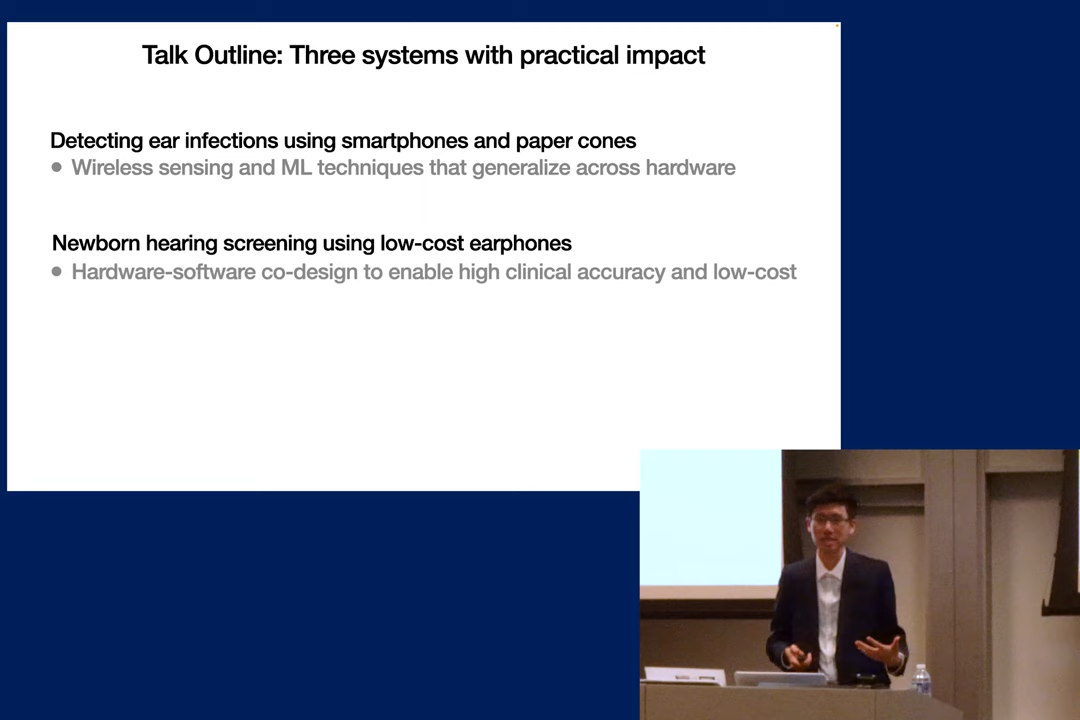 Talk Outline: Three systems with practical impact
Detecting ear infections using smartphones and paper cones
● Wireless sensing and ML techniques that generalize across hardware
Newborn hearing screening using low-cost earphones
● Hardware-software co-design to enable high clinical accuracy and low-cost